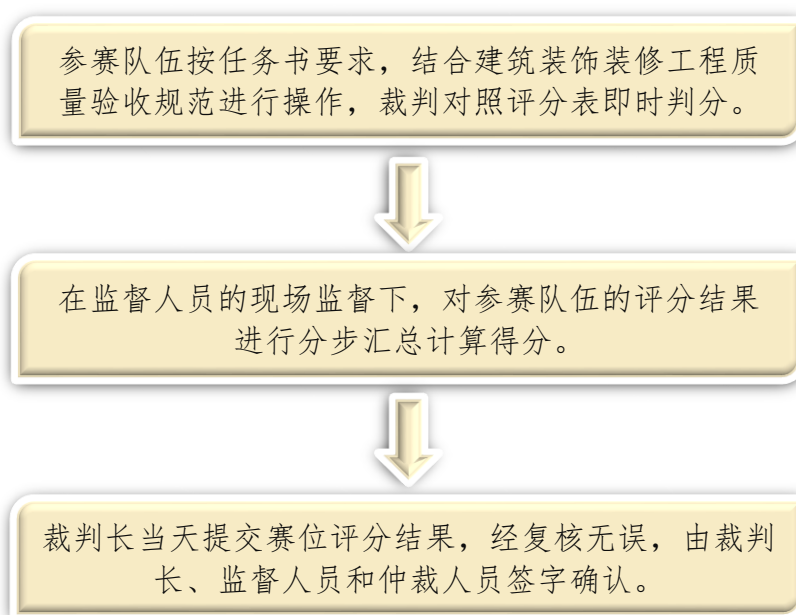 参赛队伍按任务书要求，结合建筑装饰装修工程质
量验收规范进行操作，裁判对照评分表即时判分。
在监督人员的现场监督下，对参赛队伍的评分结果
进行分步汇总计算得分。
裁判长当天提交赛位评分结果，经复核无误，由裁判
长、监督人员和仲裁人员签字确认。